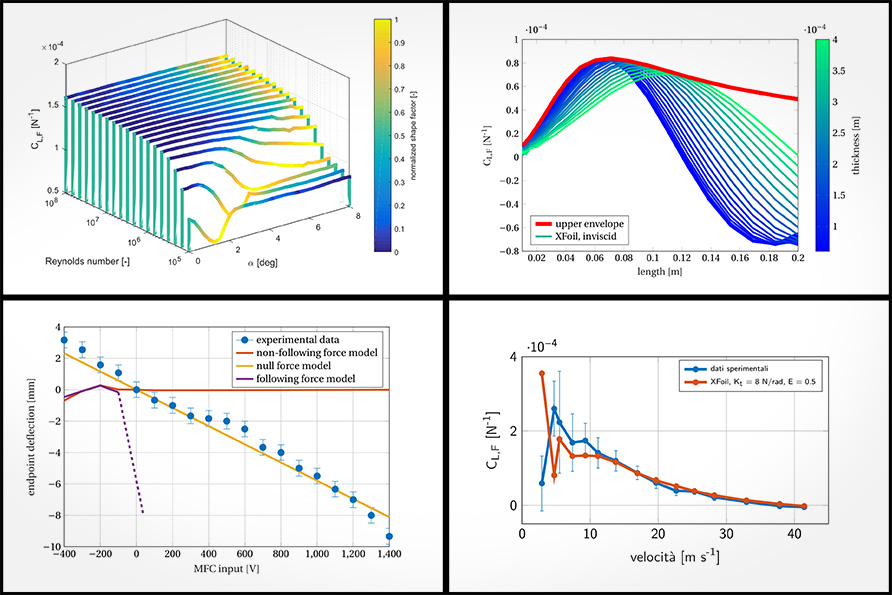 ×10⁻⁴
2
1.5
1
0.5
C_L,F [N⁻¹]
10⁸
10⁷
10⁶
10⁵
Reynolds number [-]
0
2
4
6
8
α [deg]
1
0.9
0.8
0.7
0.6
0.5
0.4
0.3
0.2
0.1
0
normalized shape factor [-]
·10⁻⁴
1
0.8
0.6
0.4
0.2
0
−0.2
−0.4
−0.6
−0.8
C_L,F [N⁻¹]
upper envelope
XFoil, inviscid
0.02 0.04 0.06 0.08 0.1 0.12 0.14 0.16 0.18 0.2
length [m]
·10⁻⁴
4
3.5
3
2.5
2
1.5
1
thickness [m]
4
2
0
−2
−4
−6
−8
−10
endpoint deflection [mm]
experimental data
non-following force model
null force model
following force model
−400 −200 0 200 400 600 800 1,000 1,200 1,400
MFC input [V]
·10⁻⁴
4
2
0
C_L,F [N⁻¹]
dati sperimentali
XFoil, K_t = 8 N/rad, E = 0.5
0 10 20 30 40
velocità [m s⁻¹]